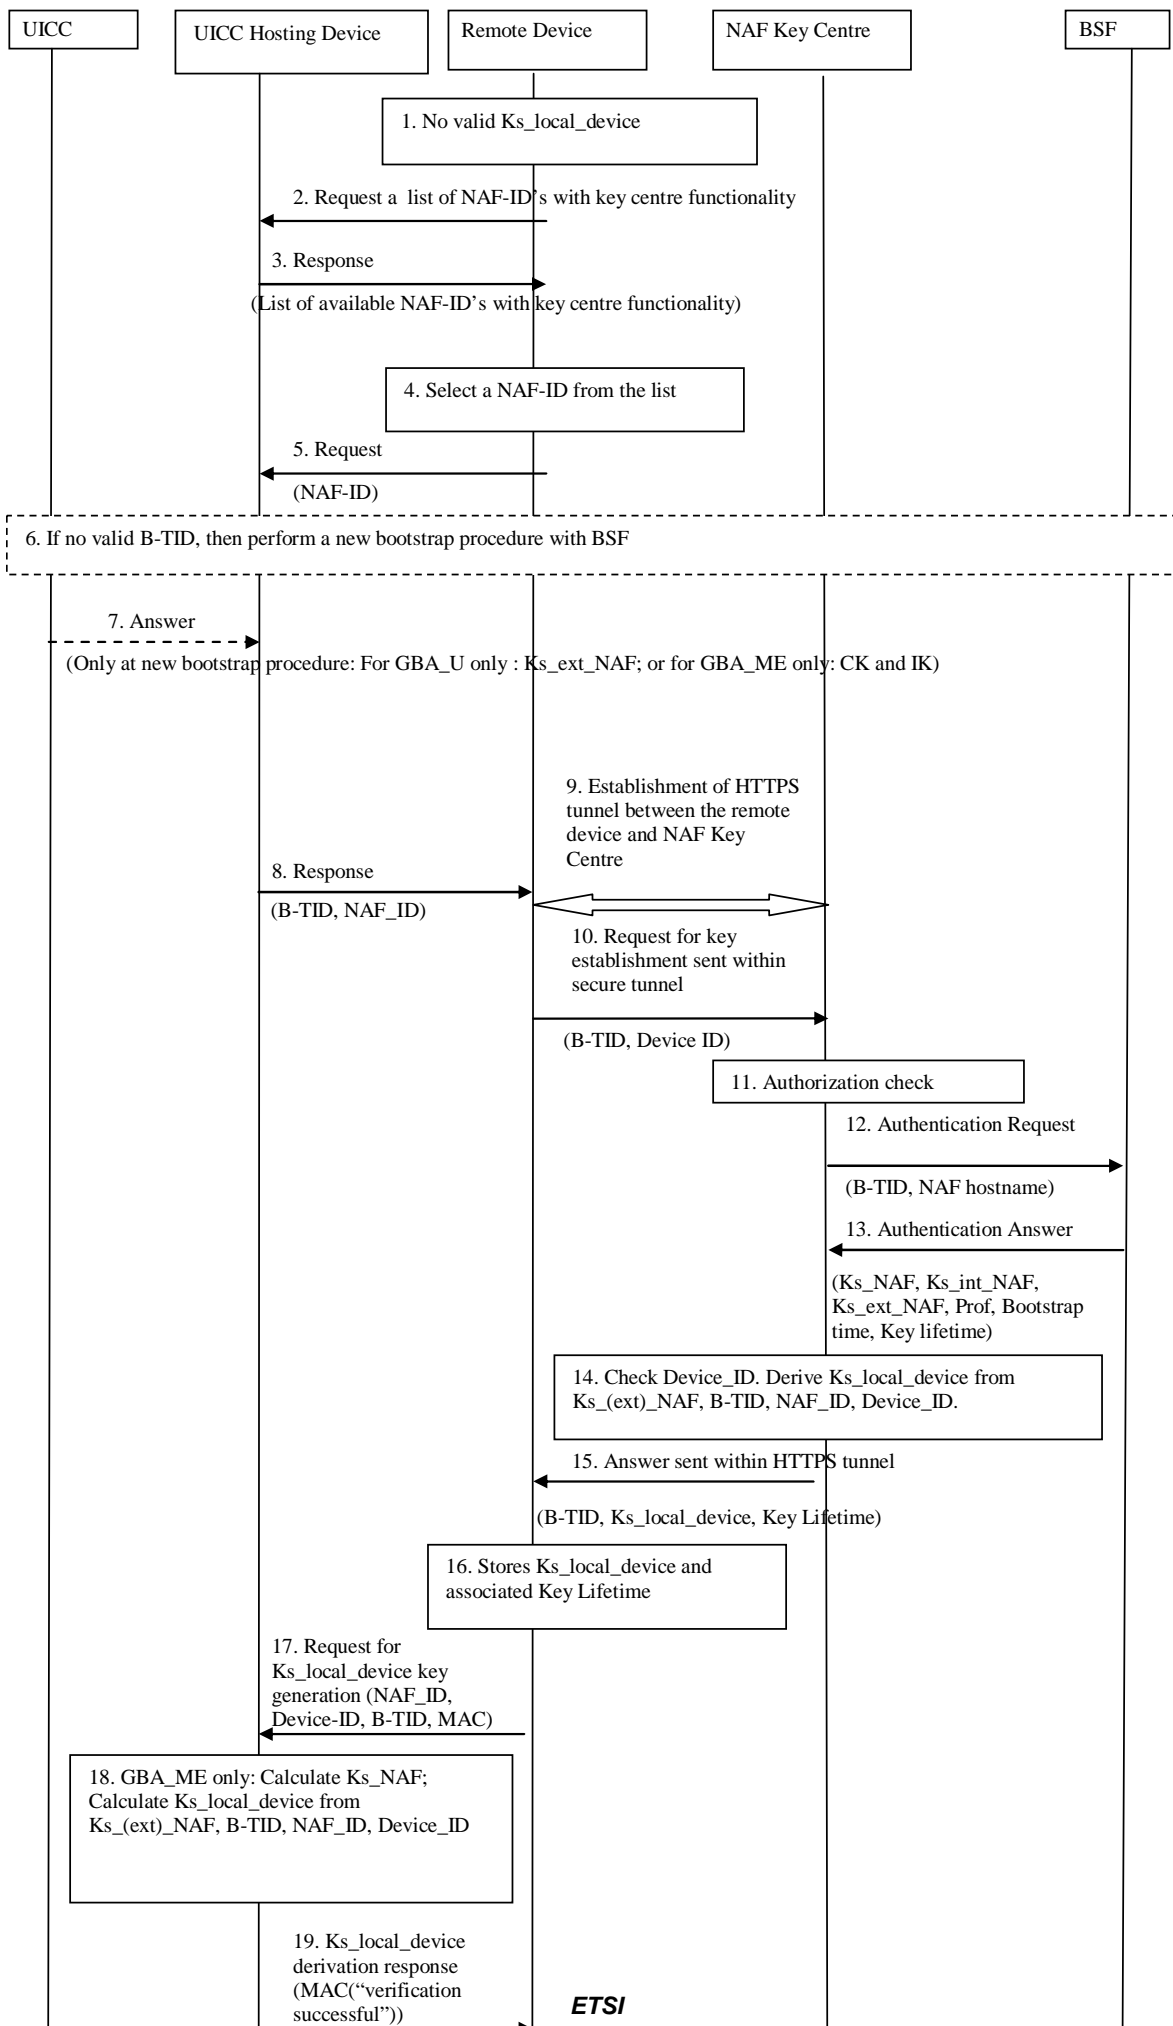 UICC
UICC Hosting Device
Remote Device
NAF Key Centre
BSF
1. No valid Ks_local_device
2. Request a  list of NAF-ID's with key centre functionality
3. Response
(List of available NAF-ID's with key centre functionality)
4. Select a NAF-ID from the list
5. Request
(NAF-ID)
6. If no valid B-TID, then perform a new bootstrap procedure with BSF
7. Answer
(Only at new bootstrap procedure: For GBA_U only : Ks_ext_NAF; or for GBA_ME only: CK and IK)
9. Establishment of HTTPS
tunnel between the remote
device and NAF Key
Centre
8. Response
(B-TID, NAF_ID)
10. Request for key
establishment sent within
secure tunnel
(B-TID, Device ID)
11. Authorization check
12. Authentication Request
(B-TID, NAF hostname)
13. Authentication Answer
(Ks_NAF, Ks_int_NAF,
Ks_ext_NAF, Prof, Bootstrap
time, Key lifetime)
14. Check Device_ID. Derive Ks_local_device from
Ks_(ext)_NAF, B-TID, NAF_ID, Device_ID.
15. Answer sent within HTTPS tunnel
(B-TID, Ks_local_device, Key Lifetime)
16. Stores Ks_local_device and
associated Key Lifetime
17. Request for
Ks_local_device key
generation (NAF_ID,
Device-ID, B-TID, MAC)
18. GBA_ME only: Calculate Ks_NAF;
Calculate Ks_local_device from
Ks_(ext)_NAF, B-TID, NAF_ID, Device_ID
19. Ks_local_device
derivation response
(MAC(“verification
successful”))
ETSI